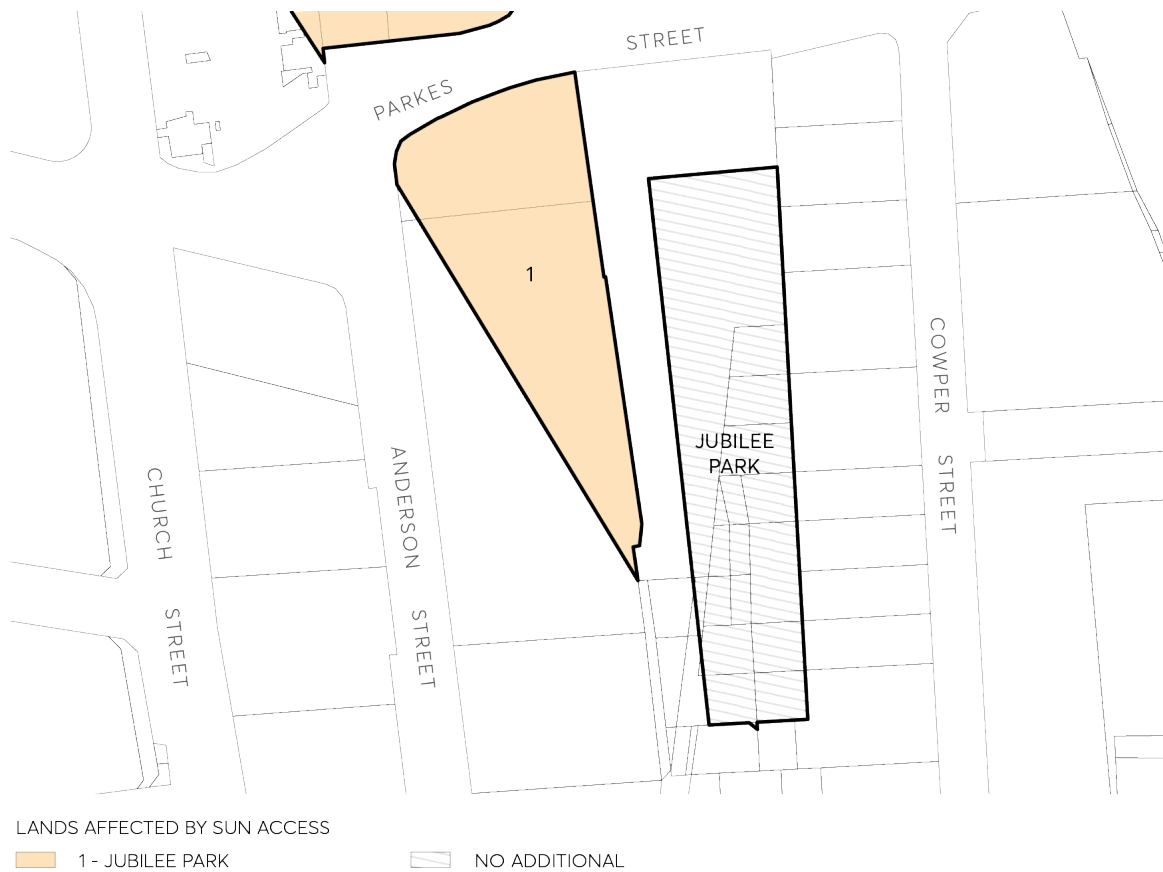 STREET
PARKES
1
COWPER
JUBILEE
PARK
ANDERSON
CHURCH
STREET
STREET
STREET
LANDS AFFECTED BY SUN ACCESS
1 - JUBILEE PARK
NO ADDITIONAL